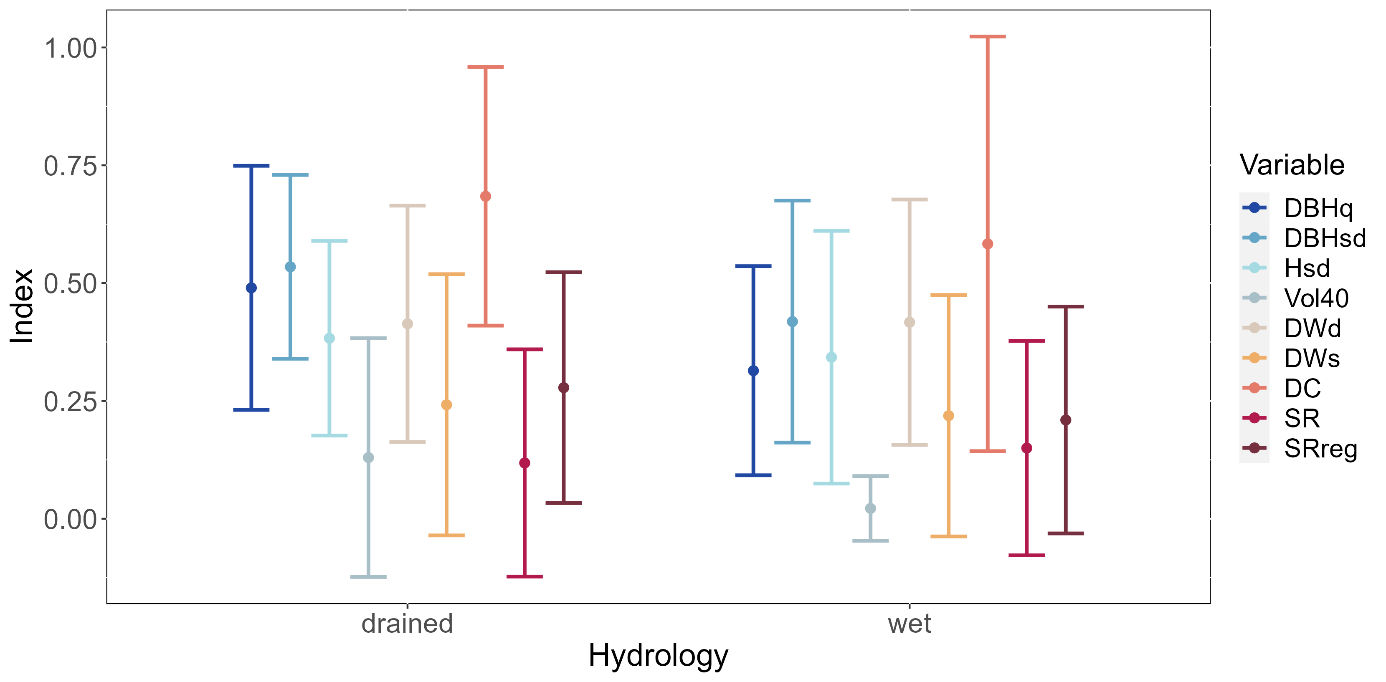 1.00
0.75
0.50
0.25
0.00
Index
drained
wet
Hydrology
Variable
DBHq
DBHsd
Hsd
Vol40
DWd
DWs
DC
SR
SRreg